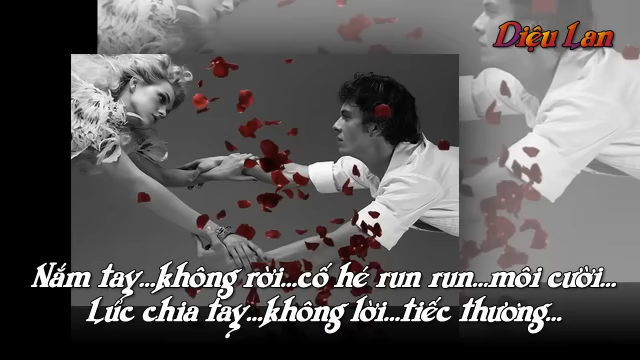 Diệu Lan
Nắm tay...không rời...cố hé run run...môi cười...
Lúc chia tay...không lời...tiếc thương...